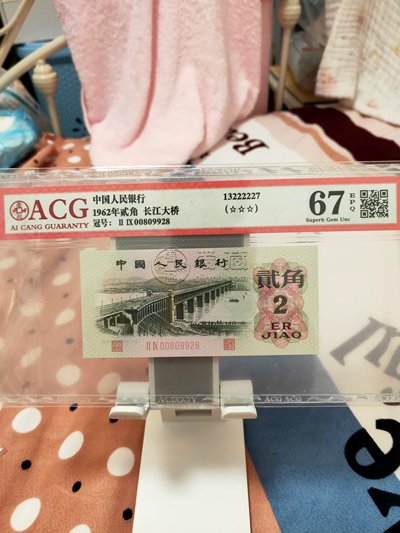 ACG
AI CANG GUARANTY
中国人民银行
1962年贰角 长江大桥
冠号： II IX 00809928
13222227
(☆☆☆)
67 EPQ
Superb Gem Unc
中國人民銀行
貳角
2
ER
JIAO
II IX 00809928